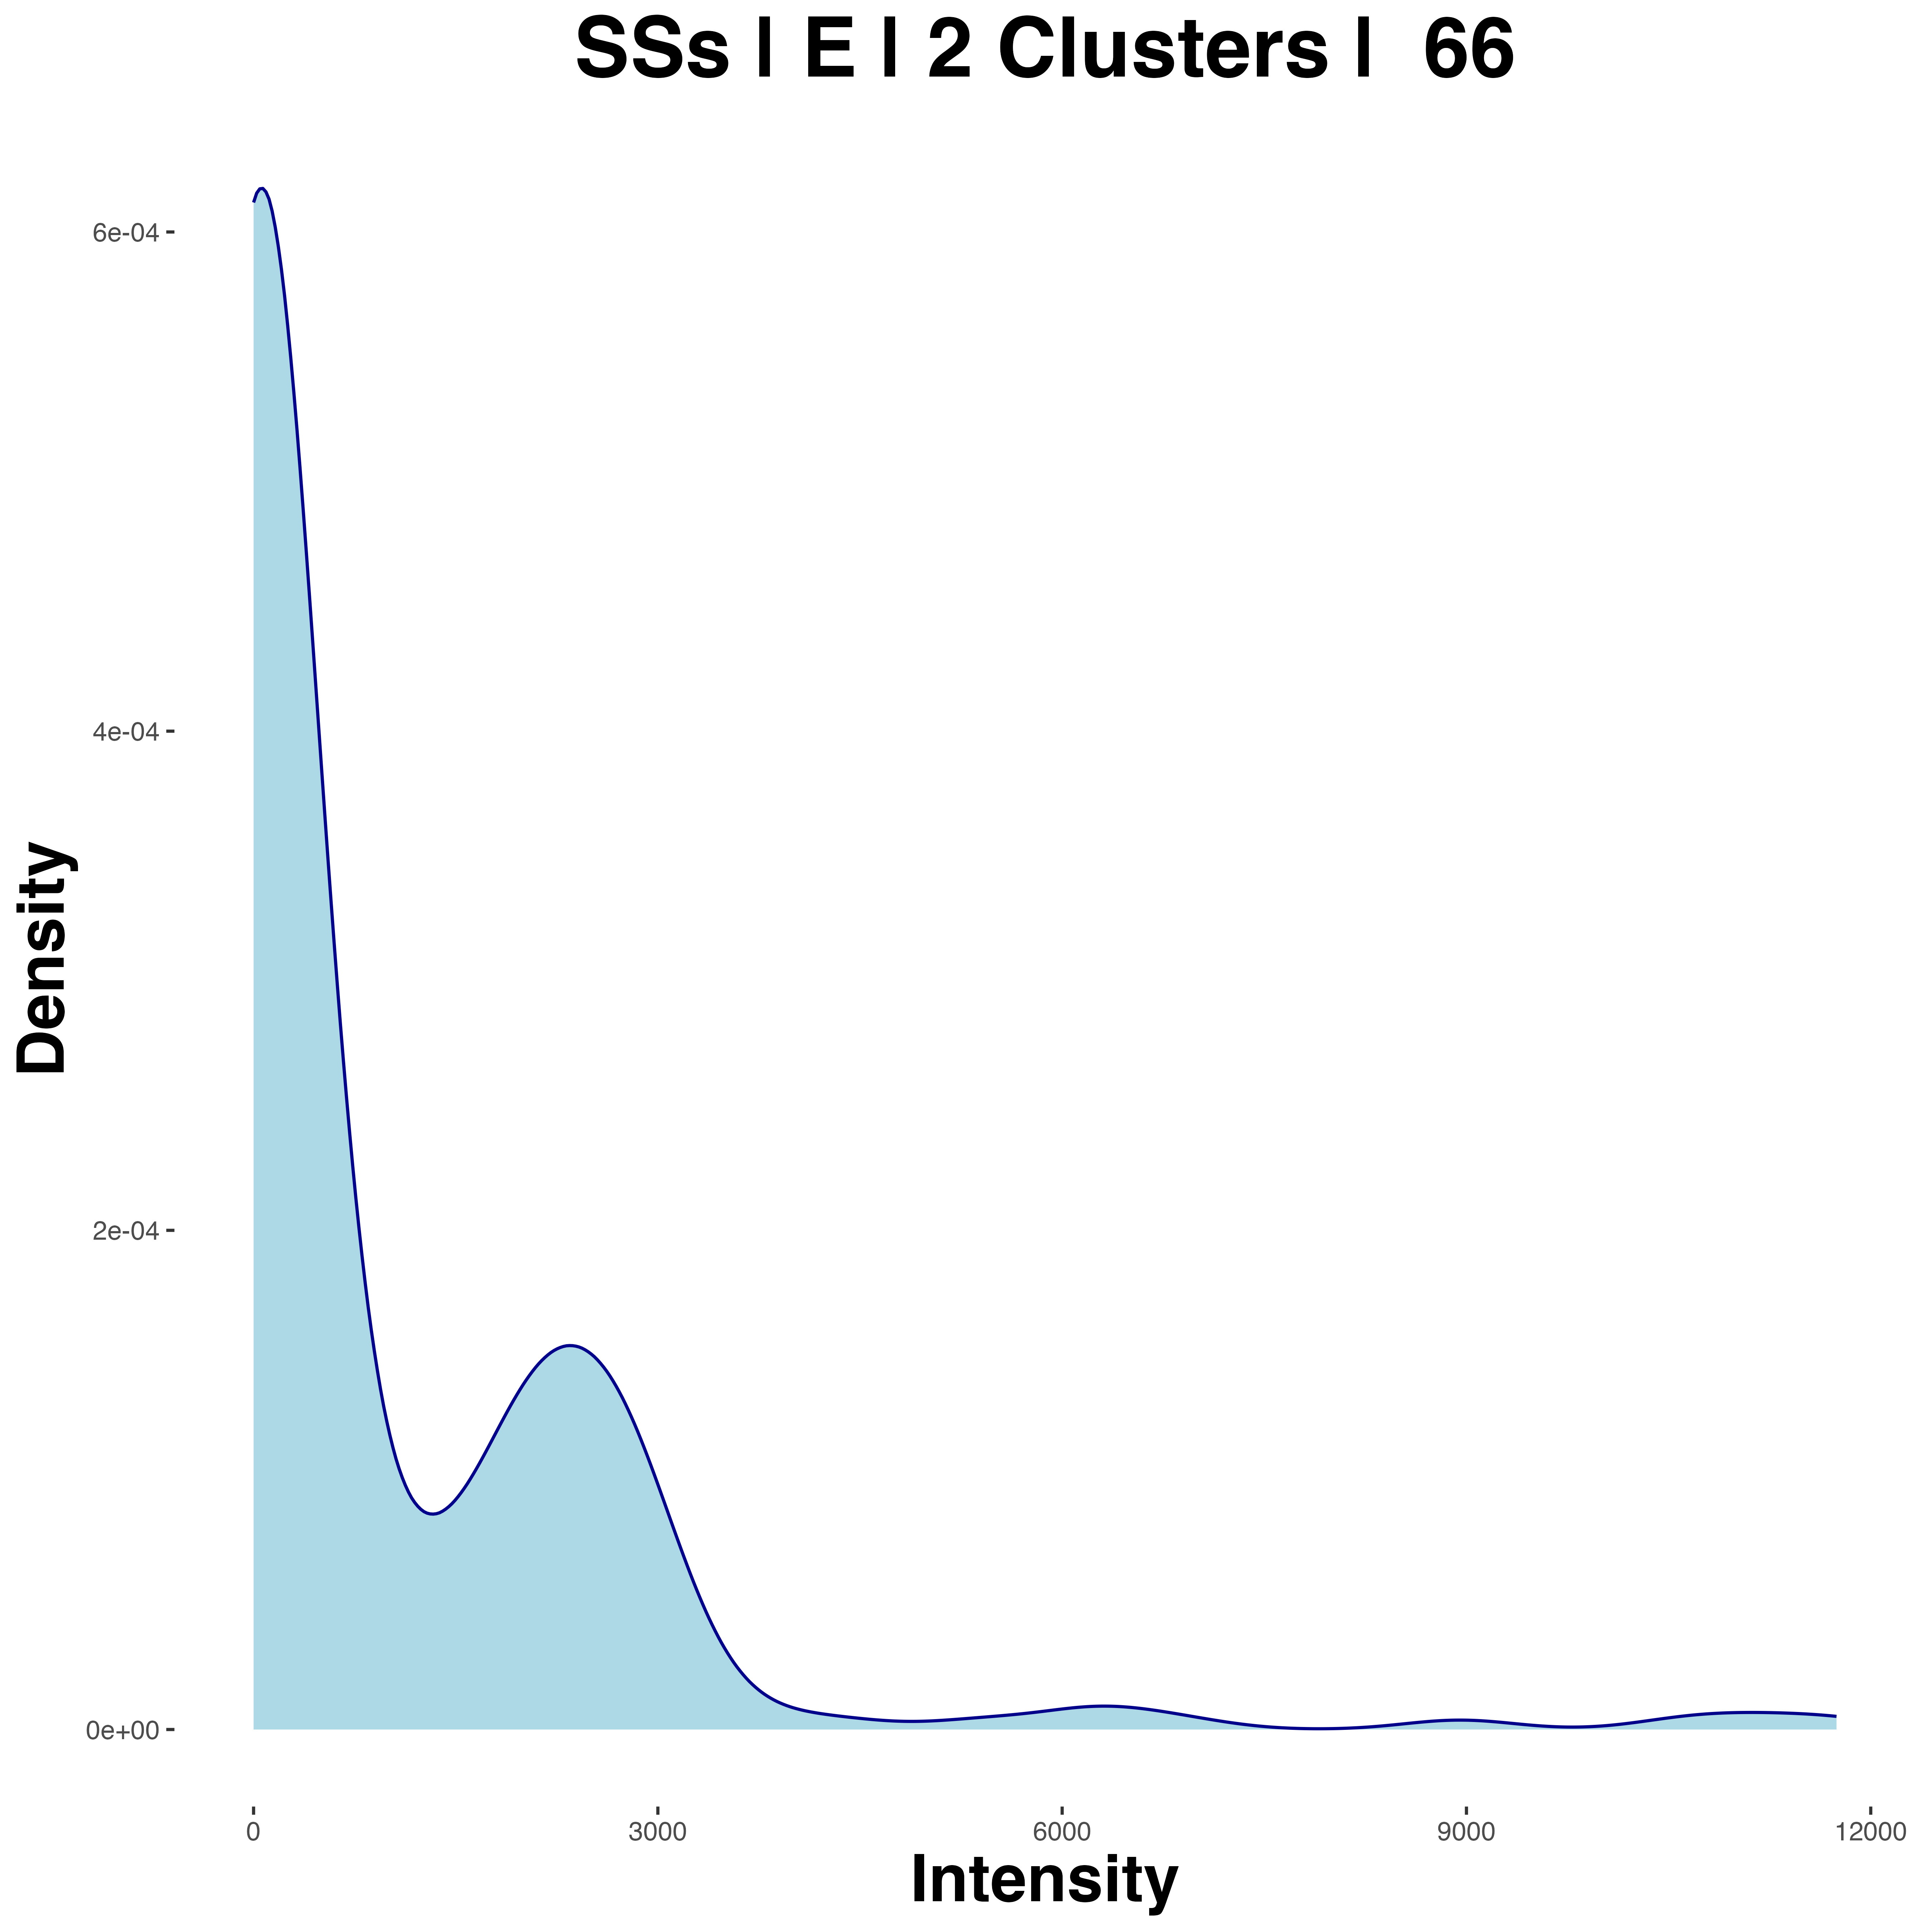 SSs | E | 2 Clusters |  66
6e-04
4e-04
2e-04
0e+00
Density
0
3000
6000
9000
12000
Intensity